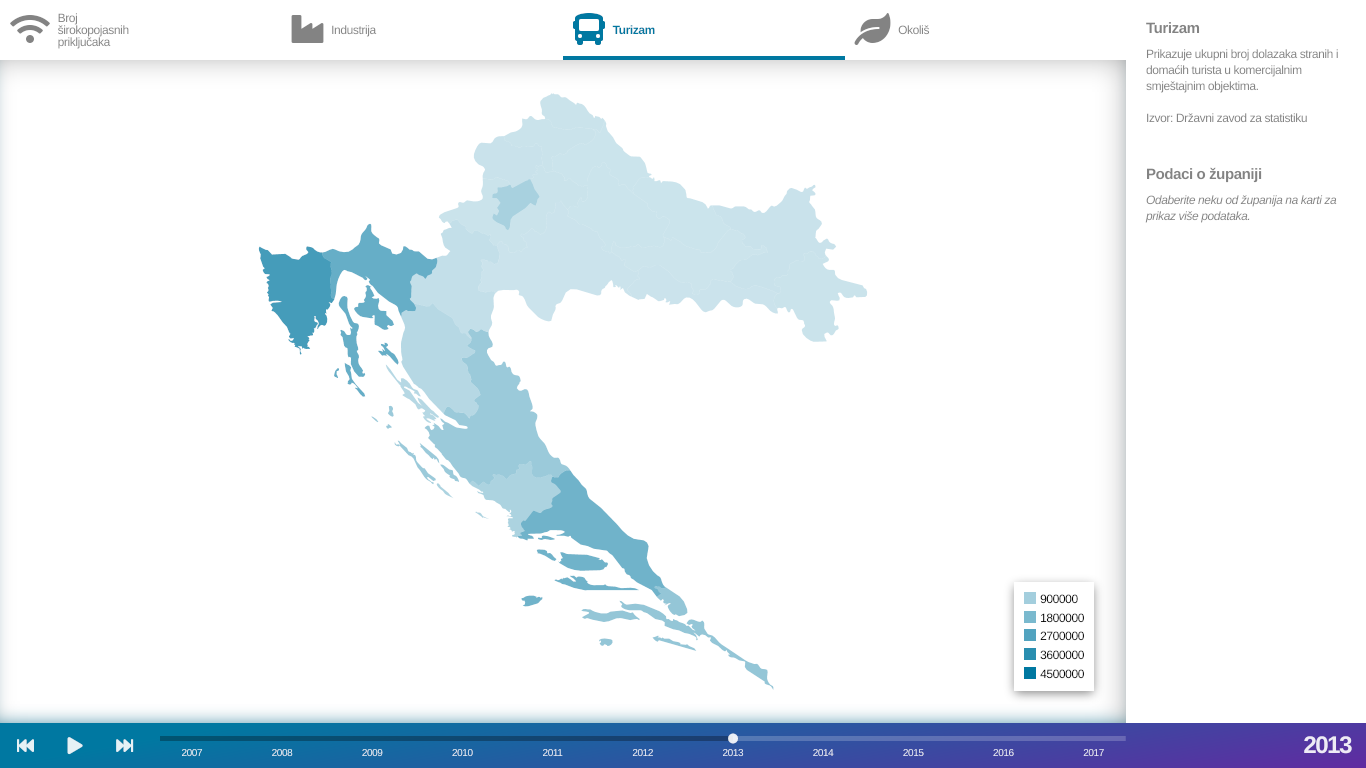 Broj
širokopojasnih
priključaka
Industrija
Turizam
Okoliš
Turizam
Prikazuje ukupni broj dolazaka stranih i
domaćih turista u komercijalnim
smještajnim objektima.
Izvor: Državni zavod za statistiku
Podaci o županiji
Odaberite neku od županija na karti za
prikaz više podataka.
900000
1800000
2700000
3600000
4500000
2007
2008
2009
2010
2011
2012
2013
2014
2015
2016
2017
2013